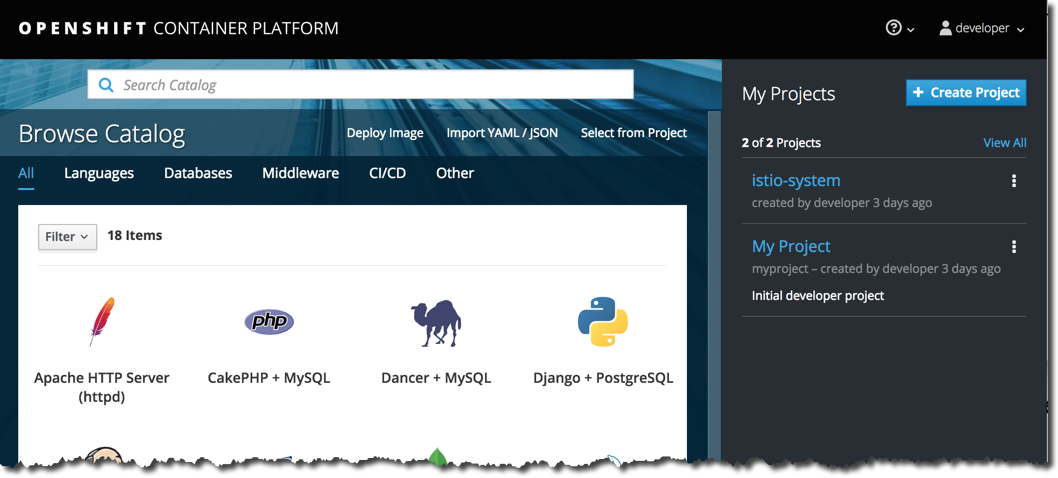 OPENSHIFT CONTAINER PLATFORM
developer
Search Catalog
Browse Catalog
Deploy Image
Import YAML / JSON
Select from Project
All
Languages
Databases
Middleware
CI/CD
Other
Filter
18 Items
php
Apache HTTP Server
(httpd)
CakePHP + MySQL
Dancer + MySQL
Django + PostgreSQL
My Projects
+ Create Project
2 of 2 Projects
View All
istio-system
created by developer 3 days ago
My Project
myproject – created by developer 3 days ago
Initial developer project